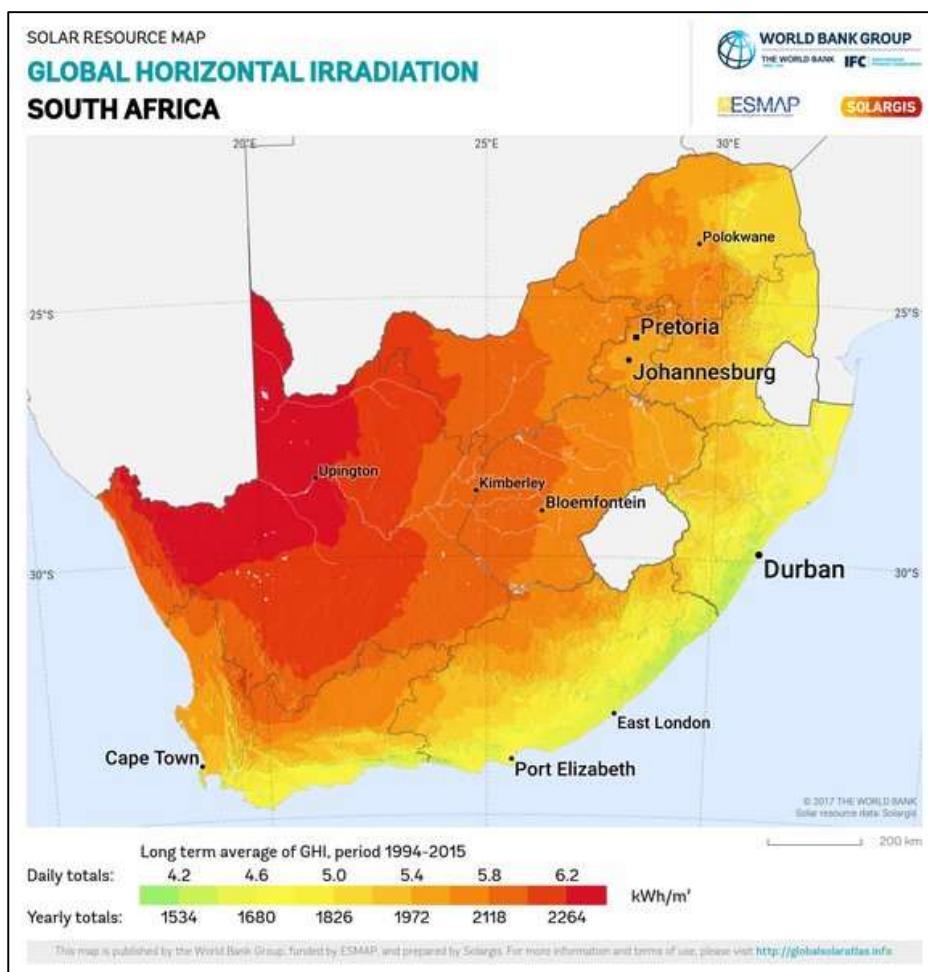 SOLAR RESOURCE MAP
GLOBAL HORIZONTAL IRRADIATION
SOUTH AFRICA
WORLD BANK GROUP
THE WORLD BANK IFC
ESMAP SOLARGIS
20°E 25°E 30°E
Polokwane
25°S 25°S
Pretoria
Johannesburg
Upington
Kimberley
Bloemfontein
Durban
30°S 30°S
East London
Cape Town
Port Elizabeth
© 2017 THE WORLD BANK
Solar resource data: Solargis
200 km
Long term average of GHI, period 1994-2015
Daily totals: 4.2 4.6 5.0 5.4 5.8 6.2
kWh/m²
Yearly totals: 1534 1680 1826 1972 2118 2264
This map is published by the World Bank Group, funded by ESMAP, and prepared by Solargis. For more information and terms of use, please visit http://globalsolaratlas.info